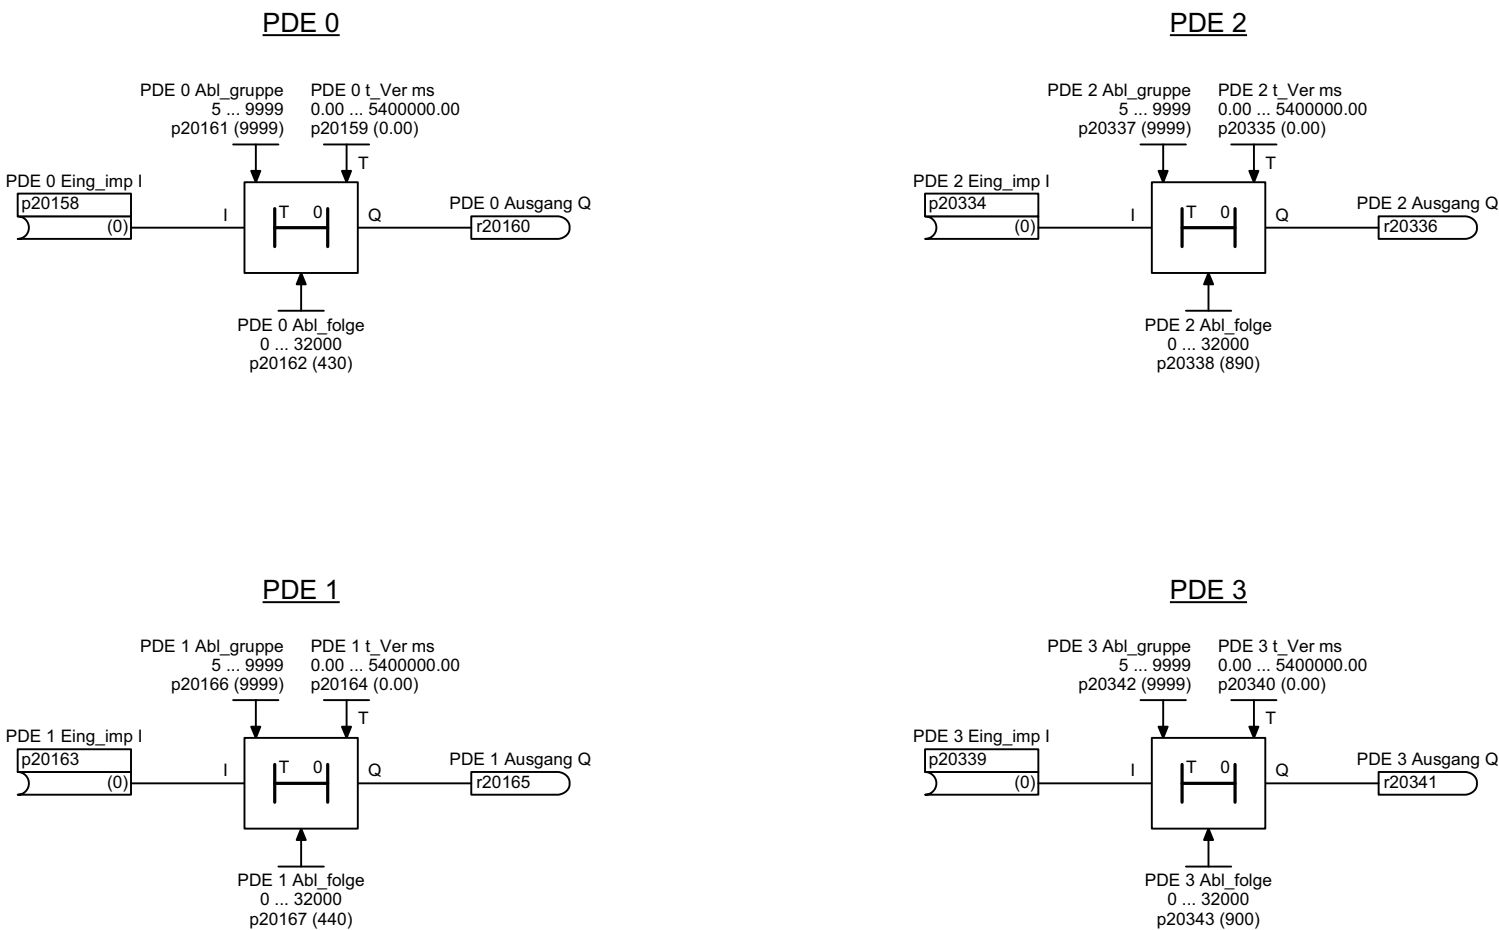 PDE 0
PDE 0 Abl_gruppe
5 ... 9999
p20161 (9999)
PDE 0 t_Ver ms
0.00 ... 5400000.00
p20159 (0.00)
T
PDE 0 Eing_imp I
p20158
(0)
I
T 0
Q
PDE 0 Ausgang Q
r20160
PDE 0 Abl_folge
0 ... 32000
p20162 (430)
PDE 2
PDE 2 Abl_gruppe
5 ... 9999
p20337 (9999)
PDE 2 t_Ver ms
0.00 ... 5400000.00
p20335 (0.00)
T
PDE 2 Eing_imp I
p20334
(0)
I
T 0
Q
PDE 2 Ausgang Q
r20336
PDE 2 Abl_folge
0 ... 32000
p20338 (890)
PDE 1
PDE 1 Abl_gruppe
5 ... 9999
p20166 (9999)
PDE 1 t_Ver ms
0.00 ... 5400000.00
p20164 (0.00)
T
PDE 1 Eing_imp I
p20163
(0)
I
T 0
Q
PDE 1 Ausgang Q
r20165
PDE 1 Abl_folge
0 ... 32000
p20167 (440)
PDE 3
PDE 3 Abl_gruppe
5 ... 9999
p20342 (9999)
PDE 3 t_Ver ms
0.00 ... 5400000.00
p20340 (0.00)
T
PDE 3 Eing_imp I
p20339
(0)
I
T 0
Q
PDE 3 Ausgang Q
r20341
PDE 3 Abl_folge
0 ... 32000
p20343 (900)